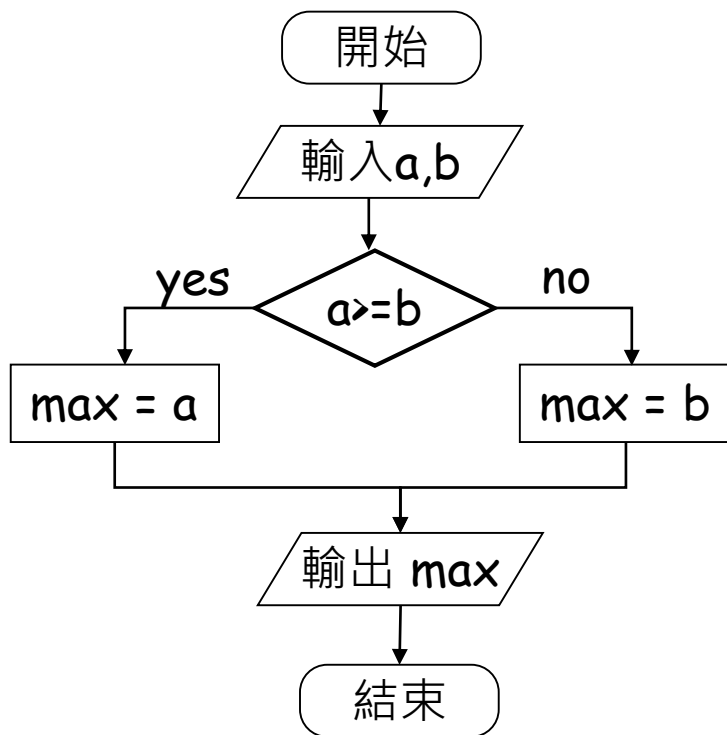 開始
輸入a,b
yes
a>=b
no
max = a
max = b
輸出 max
結束